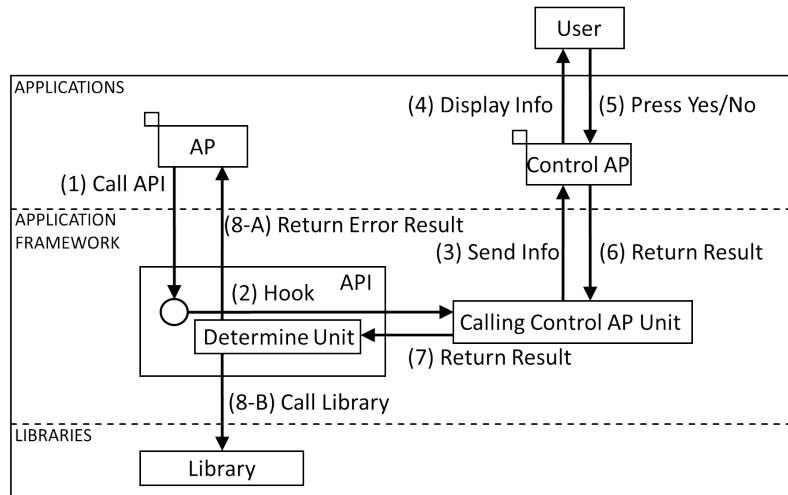 User
APPLICATIONS
(4) Display Info
(5) Press Yes/No
AP
Control AP
(1) Call API
APPLICATION
FRAMEWORK
(8-A) Return Error Result
(3) Send Info
(6) Return Result
API
(2) Hook
Calling Control AP Unit
Determine Unit
(7) Return Result
(8-B) Call Library
LIBRARIES
Library